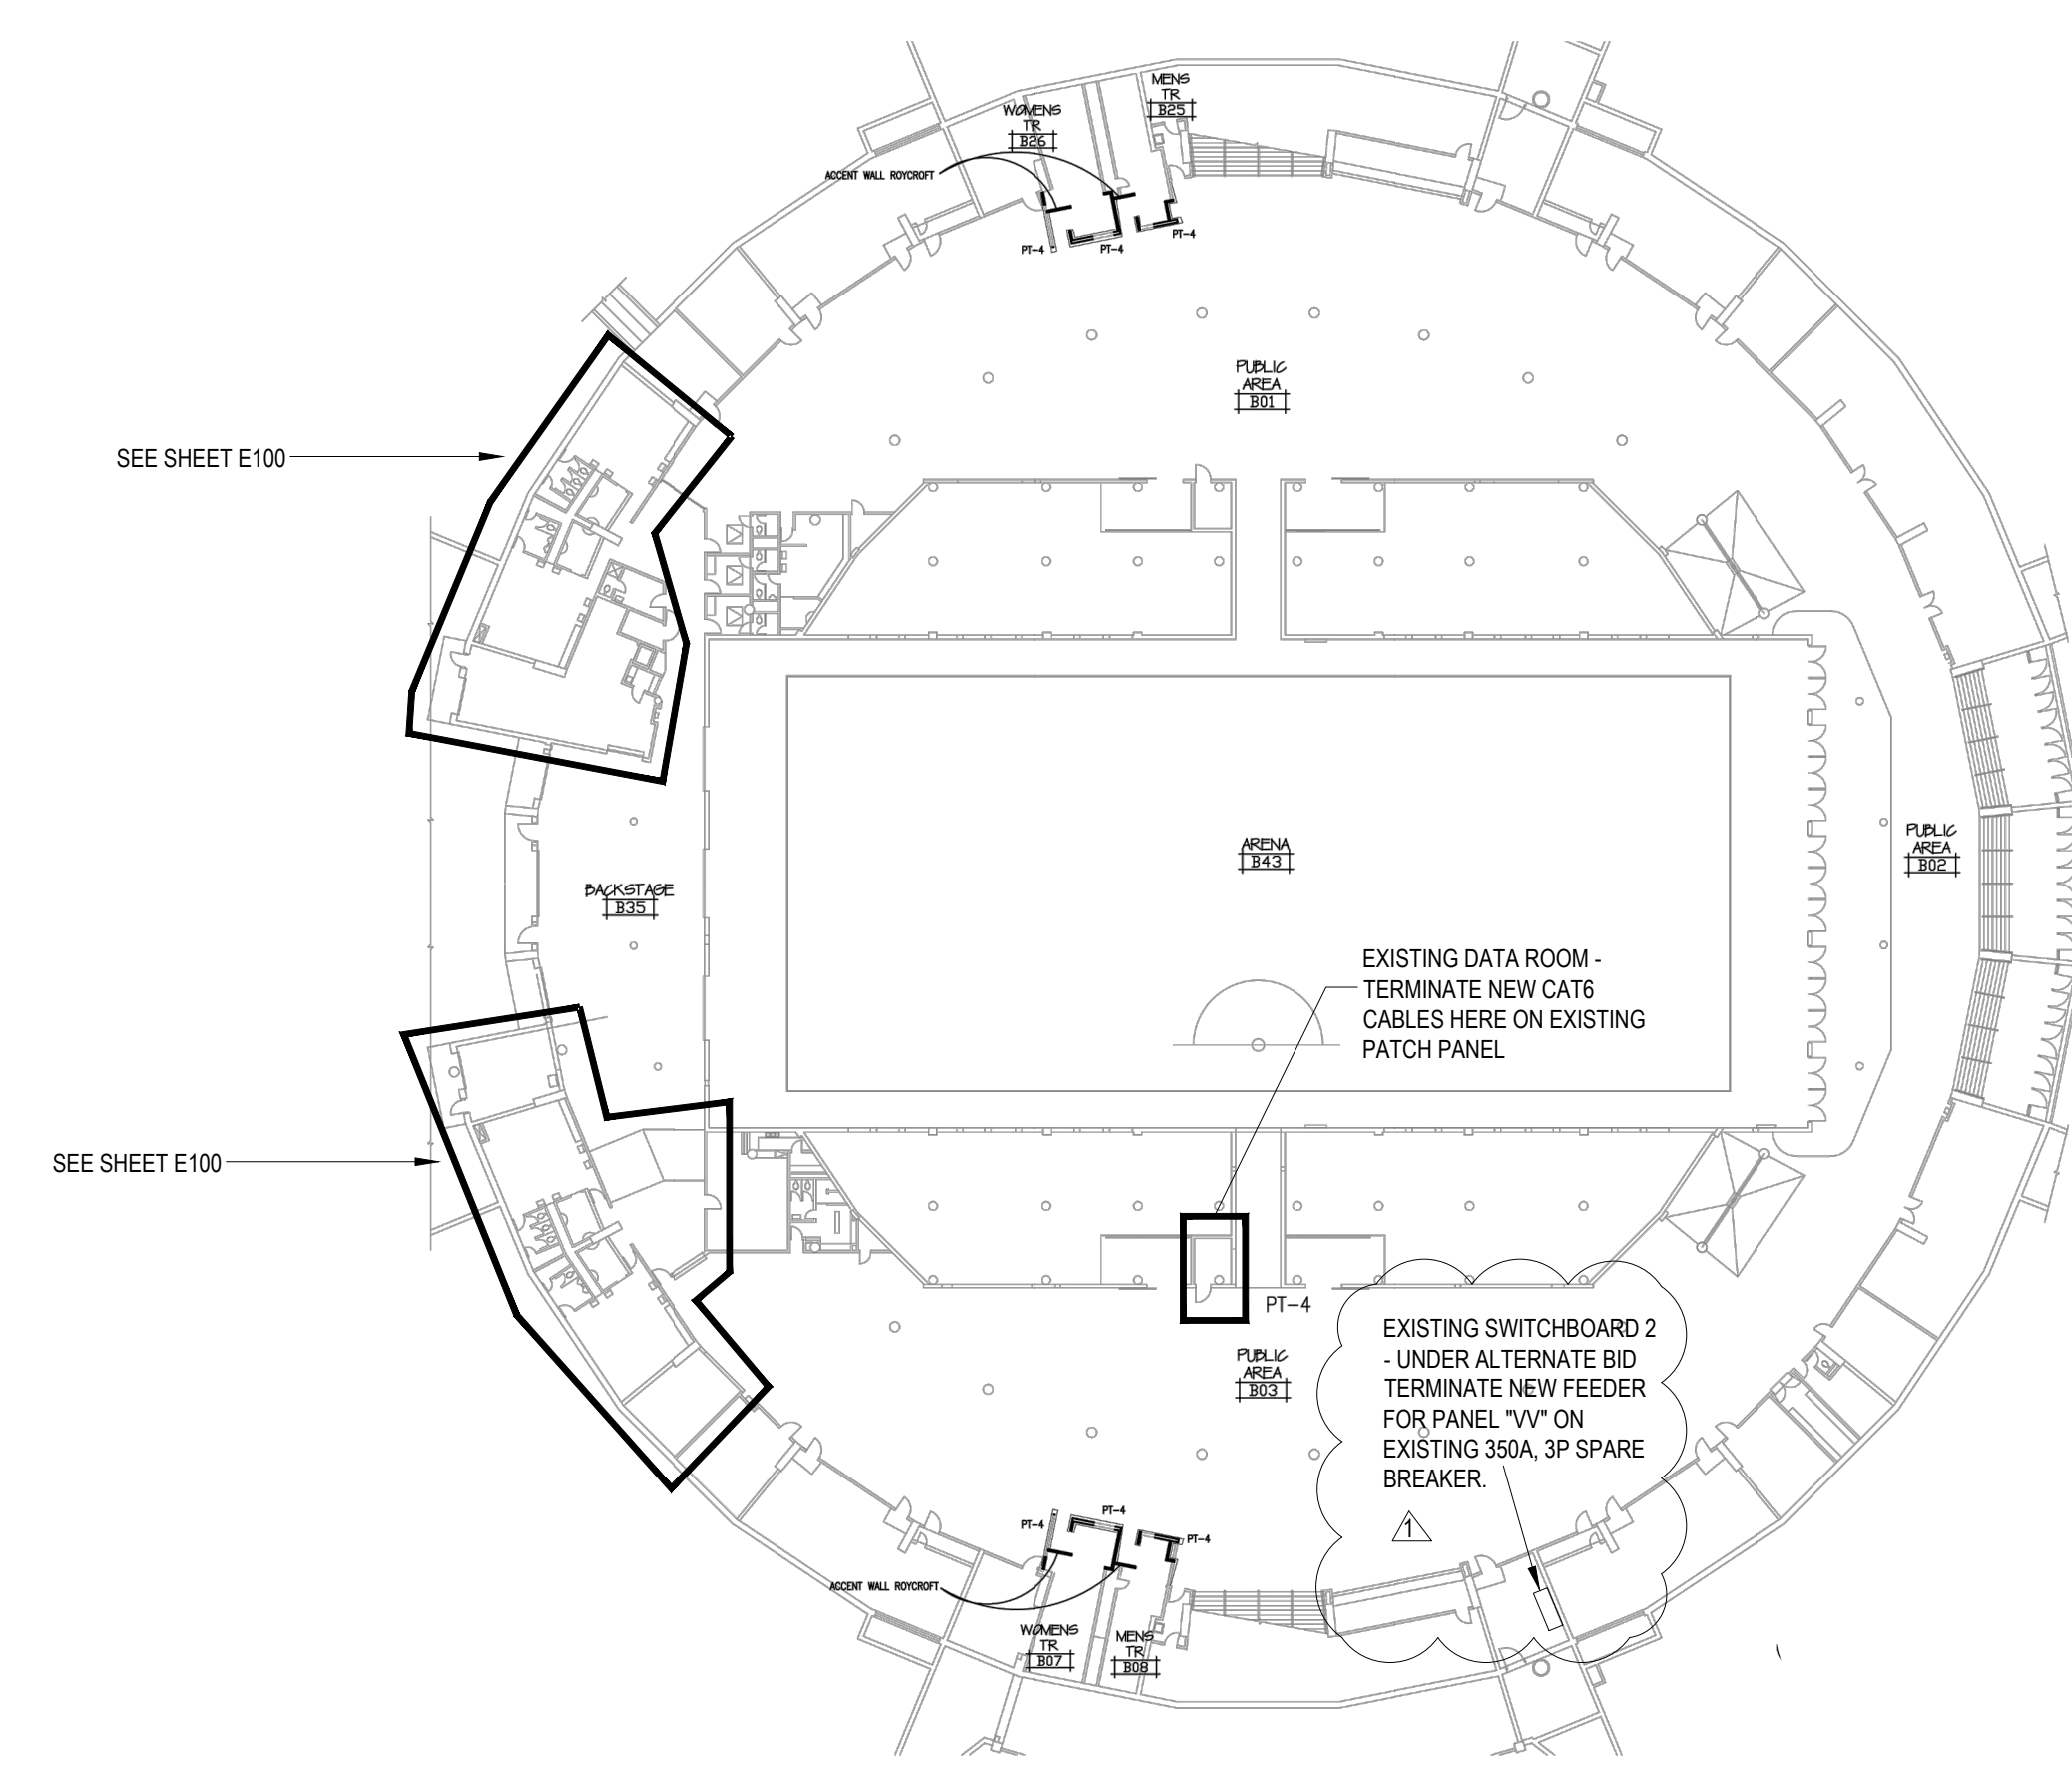 MENS
TR
B25
WOMENS
TR
B26
ACCENT WALL ROYCROFT
PT-4
PT-4
PT-4
PUBLIC
AREA
B01
SEE SHEET E100
ARENA
B43
PUBLIC
AREA
B02
BACKSTAGE
B35
EXISTING DATA ROOM -
TERMINATE NEW CAT6
CABLES HERE ON EXISTING
PATCH PANEL
SEE SHEET E100
PT-4
PUBLIC
AREA
B03
EXISTING SWITCHBOARD 2
- UNDER ALTERNATE BID
TERMINATE NEW FEEDER
FOR PANEL "VV" ON
EXISTING 350A, 3P SPARE
BREAKER.
1
PT-4
PT-4
PT-4
ACCENT WALL ROYCROFT
WOMENS
TR
B07
MENS
TR
B08